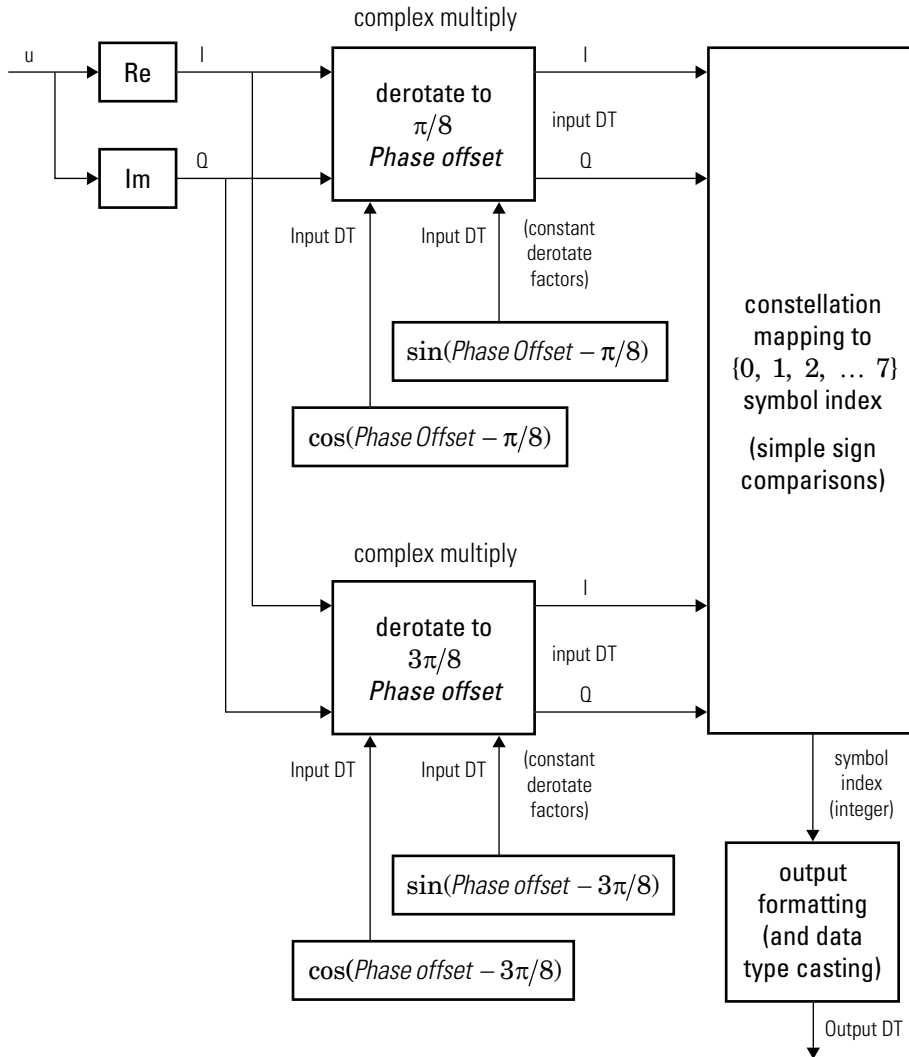 complex multiply
u
Re
I
derotate to
π/8
Phase offset
I
input DT
Q
Im
Q
Input DT
Input DT
(constant
derotate
factors)
sin(Phase Offset − π/8)
cos(Phase Offset − π/8)
constellation
mapping to
{0, 1, 2, … 7}
symbol index
(simple sign
comparisons)
complex multiply
derotate to
3π/8
Phase offset
I
input DT
Q
Input DT
Input DT
(constant
derotate
factors)
sin(Phase offset − 3π/8)
cos(Phase offset − 3π/8)
symbol
index
(integer)
output
formatting
(and data
type casting)
Output DT